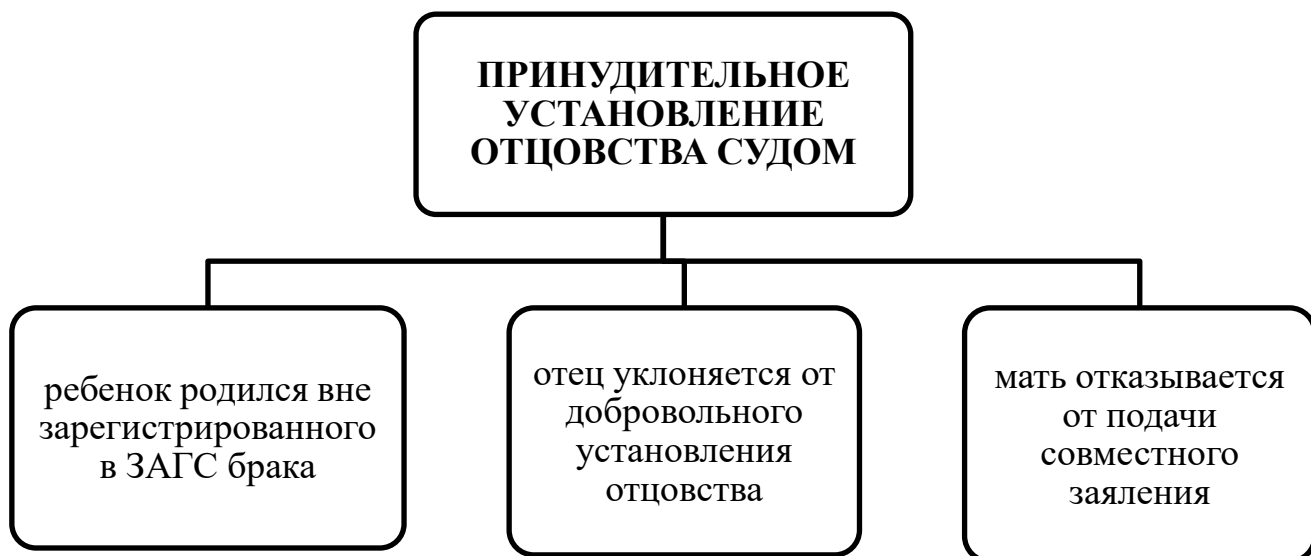 ПРИНУДИТЕЛЬНОЕ
УСТАНОВЛЕНИЕ
ОТЦОВСТВА СУДОМ
ребенок родился вне
зарегистрированного
в ЗАГС брака
отец уклоняется от
добровольного
установления
отцовства
мать отказывается
от подачи
совместного
заяления